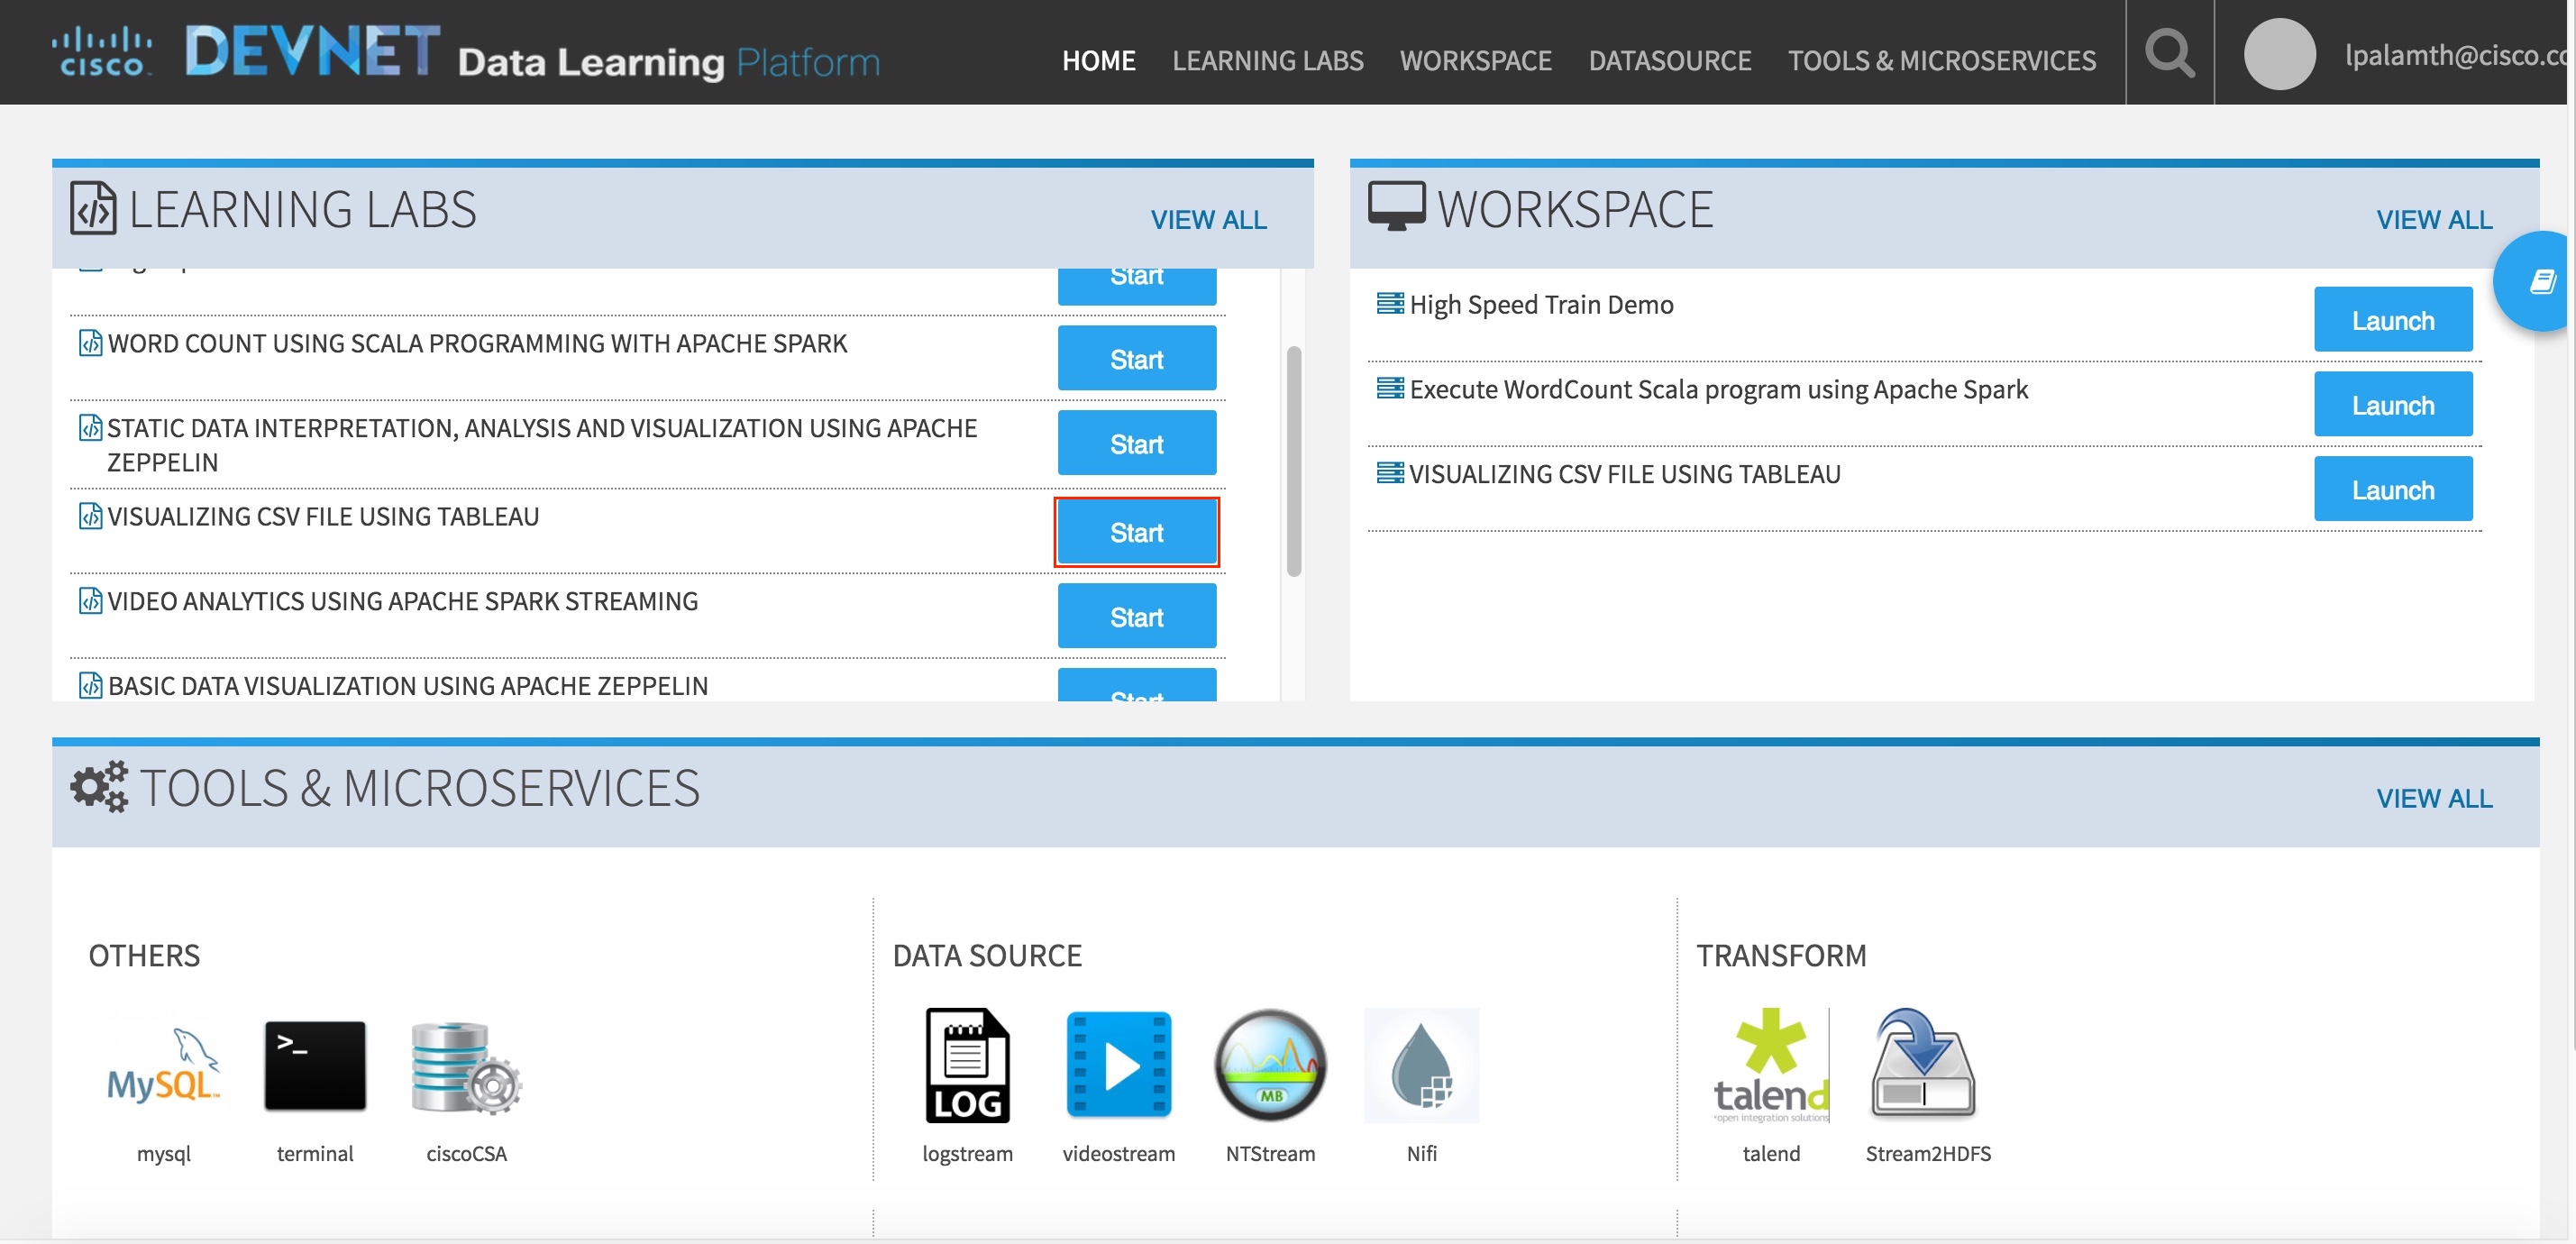 CISCO DEVNET Data Learning Platform
HOME LEARNING LABS WORKSPACE DATASOURCE TOOLS & MICROSERVICES
LEARNING LABS
VIEW ALL
Start
WORD COUNT USING SCALA PROGRAMMING WITH APACHE SPARK
Start
STATIC DATA INTERPRETATION, ANALYSIS AND VISUALIZATION USING APACHE
ZEPPELIN
Start
VISUALIZING CSV FILE USING TABLEAU
Start
VIDEO ANALYTICS USING APACHE SPARK STREAMING
Start
BASIC DATA VISUALIZATION USING APACHE ZEPPELIN
Start
WORKSPACE
VIEW ALL
High Speed Train Demo
Launch
Execute WordCount Scala program using Apache Spark
Launch
VISUALIZING CSV FILE USING TABLEAU
Launch
TOOLS & MICROSERVICES
VIEW ALL
OTHERS
MySQL
>_
mysql terminal ciscoCSA
DATA SOURCE
LOG
MB
logstream videostream NTStream Nifi
TRANSFORM
talend
*open integration solutions
talend Stream2HDFS